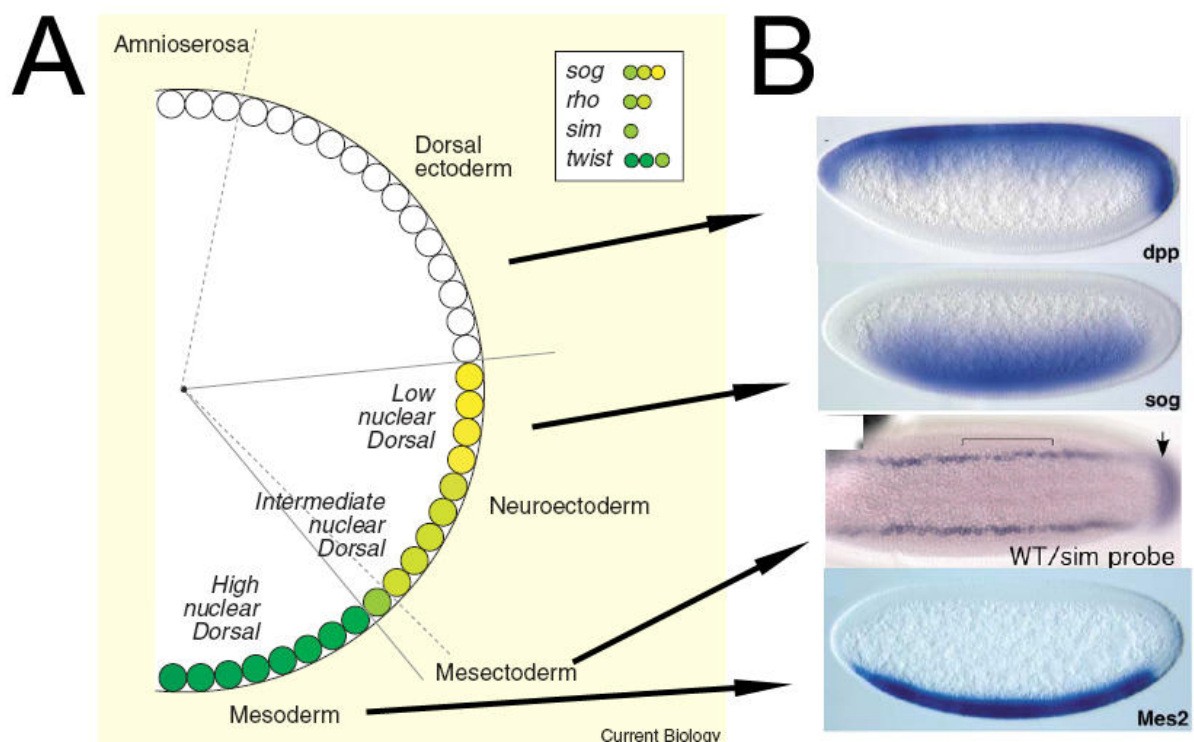 A
B
Amnioserosa
sog
rho
sim
twist
Dorsal
ectoderm
dpp
sog
Low
nuclear
Dorsal
Intermediate
nuclear
Dorsal
Neuroectoderm
WT/sim probe
High
nuclear
Dorsal
Mesectoderm
Mesoderm
Mes2
Current Biology